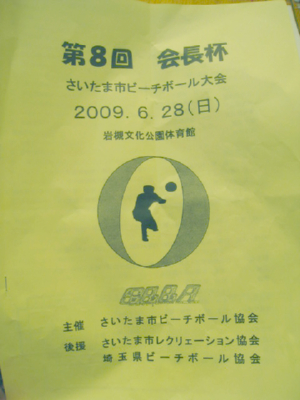 第8回 会長杯
さいたま市ビーチボール大会
2009.6.28(日)
岩槻文化公園体育館
主催 さいたま市ビーチボール協会
後援 さいたま市レクリェーション協会
埼玉県ビーチボール協会